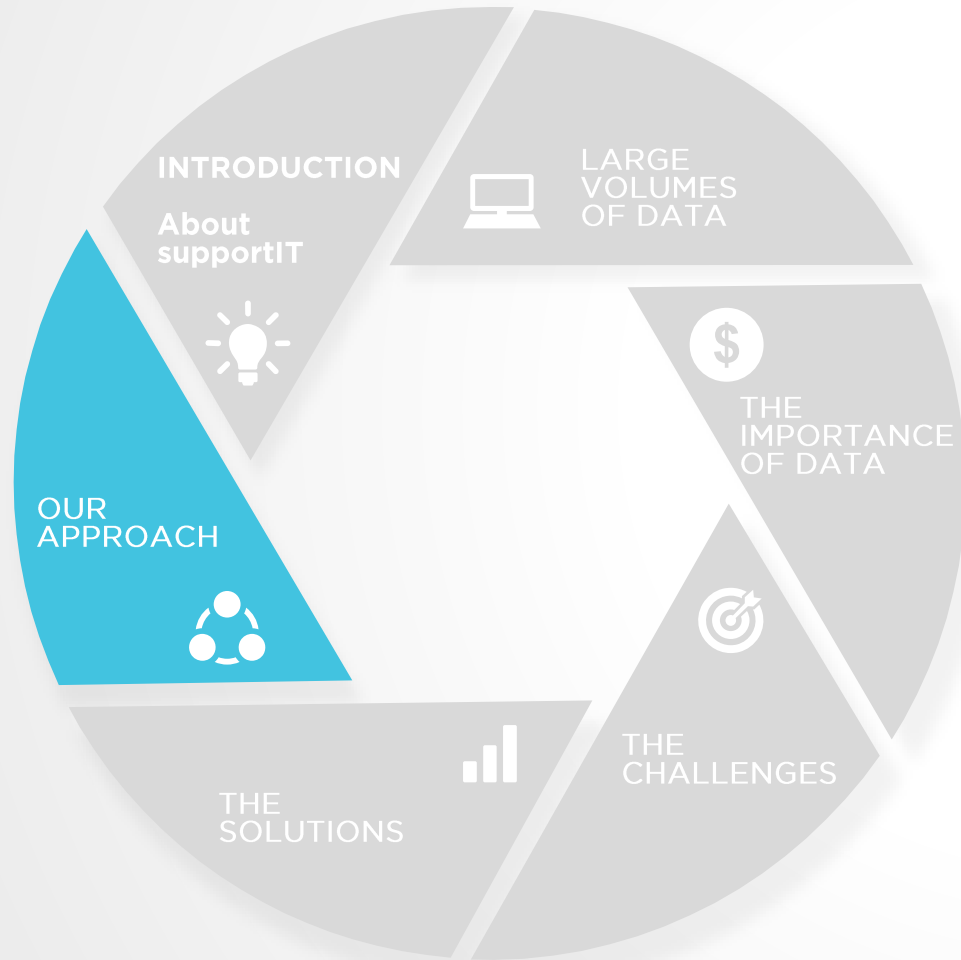 INTRODUCTION
About
supportIT
LARGE
VOLUMES
OF DATA
$
THE
IMPORTANCE
OF DATA
THE
CHALLENGES
THE
SOLUTIONS
OUR
APPROACH